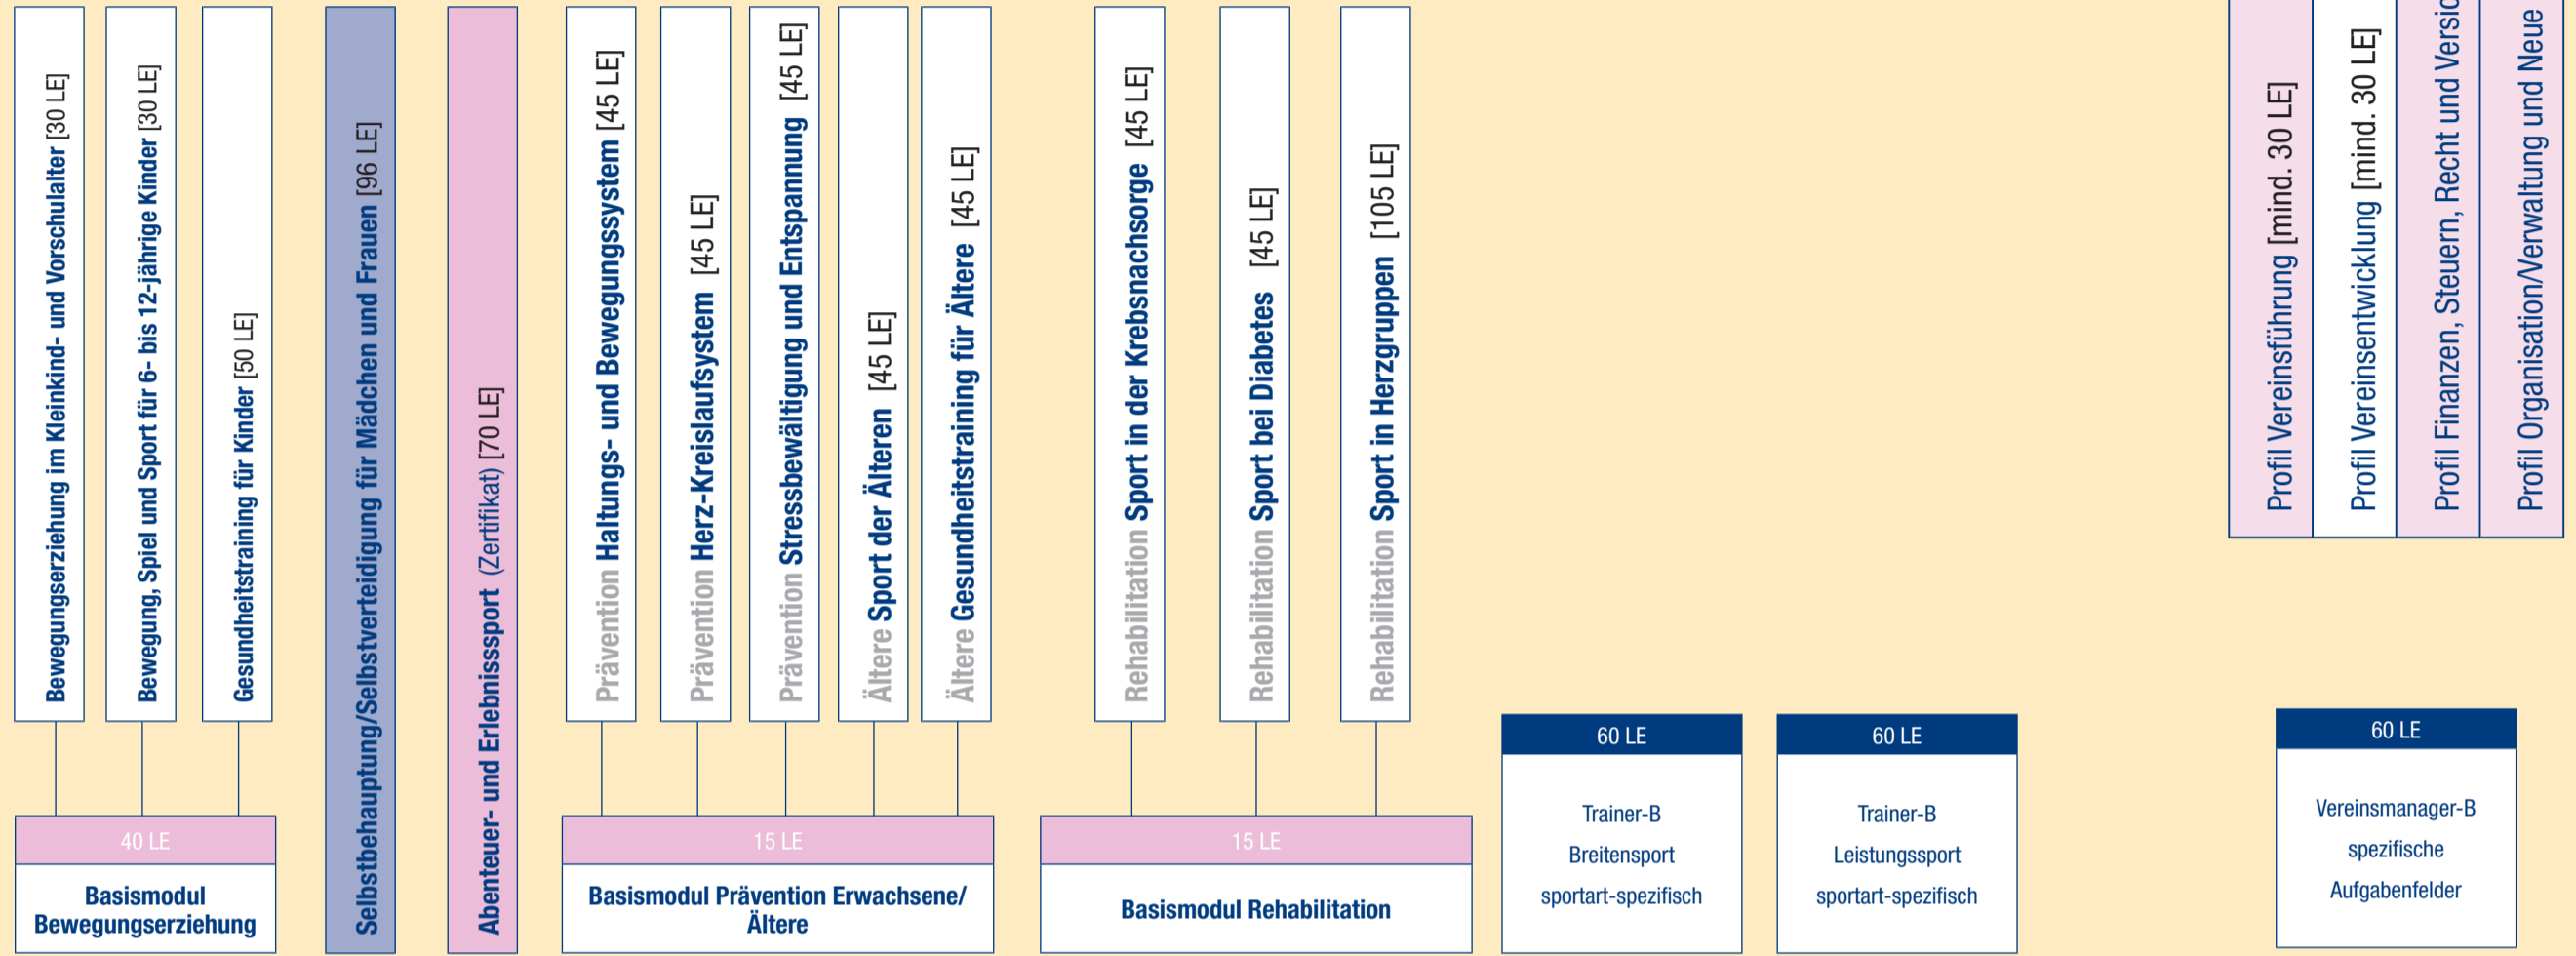 Bewegungserziehung im Kleinkind- und Vorschulalter [30 LE]
Bewegung, Spiel und Sport für 6- bis 12-jährige Kinder [30 LE]
Gesundheitstraining für Kinder [50 LE]
40 LE
Basismodul
Bewegungserziehung
Selbstbehauptung/Selbstverteidigung für Mädchen und Frauen [96 LE]
Abenteuer- und Erlebnisssport (Zertifikat) [70 LE]
Prävention Haltungs- und Bewegungssystem [45 LE]
Prävention Herz-Kreislaufsystem [45 LE]
Prävention Stressbewältigung und Entspannung [45 LE]
Ältere Sport der Älteren [45 LE]
Ältere Gesundheitstraining für Ältere [45 LE]
15 LE
Basismodul Prävention Erwachsene/
Ältere
Rehabilitation Sport in der Krebsnachsorge [45 LE]
Rehabilitation Sport bei Diabetes [45 LE]
Rehabilitation Sport in Herzgruppen [105 LE]
15 LE
Basismodul Rehabilitation
60 LE
Trainer-B
Breitensport
sportart-spezifisch
60 LE
Trainer-B
Leistungssport
sportart-spezifisch
Profil Vereinsführung [mind. 30 LE]
Profil Vereinsentwicklung [mind. 30 LE]
Profil Finanzen, Steuern, Recht und Versic
Profil Organisation/Verwaltung und Neue
60 LE
Vereinsmanager-B
spezifische
Aufgabenfelder